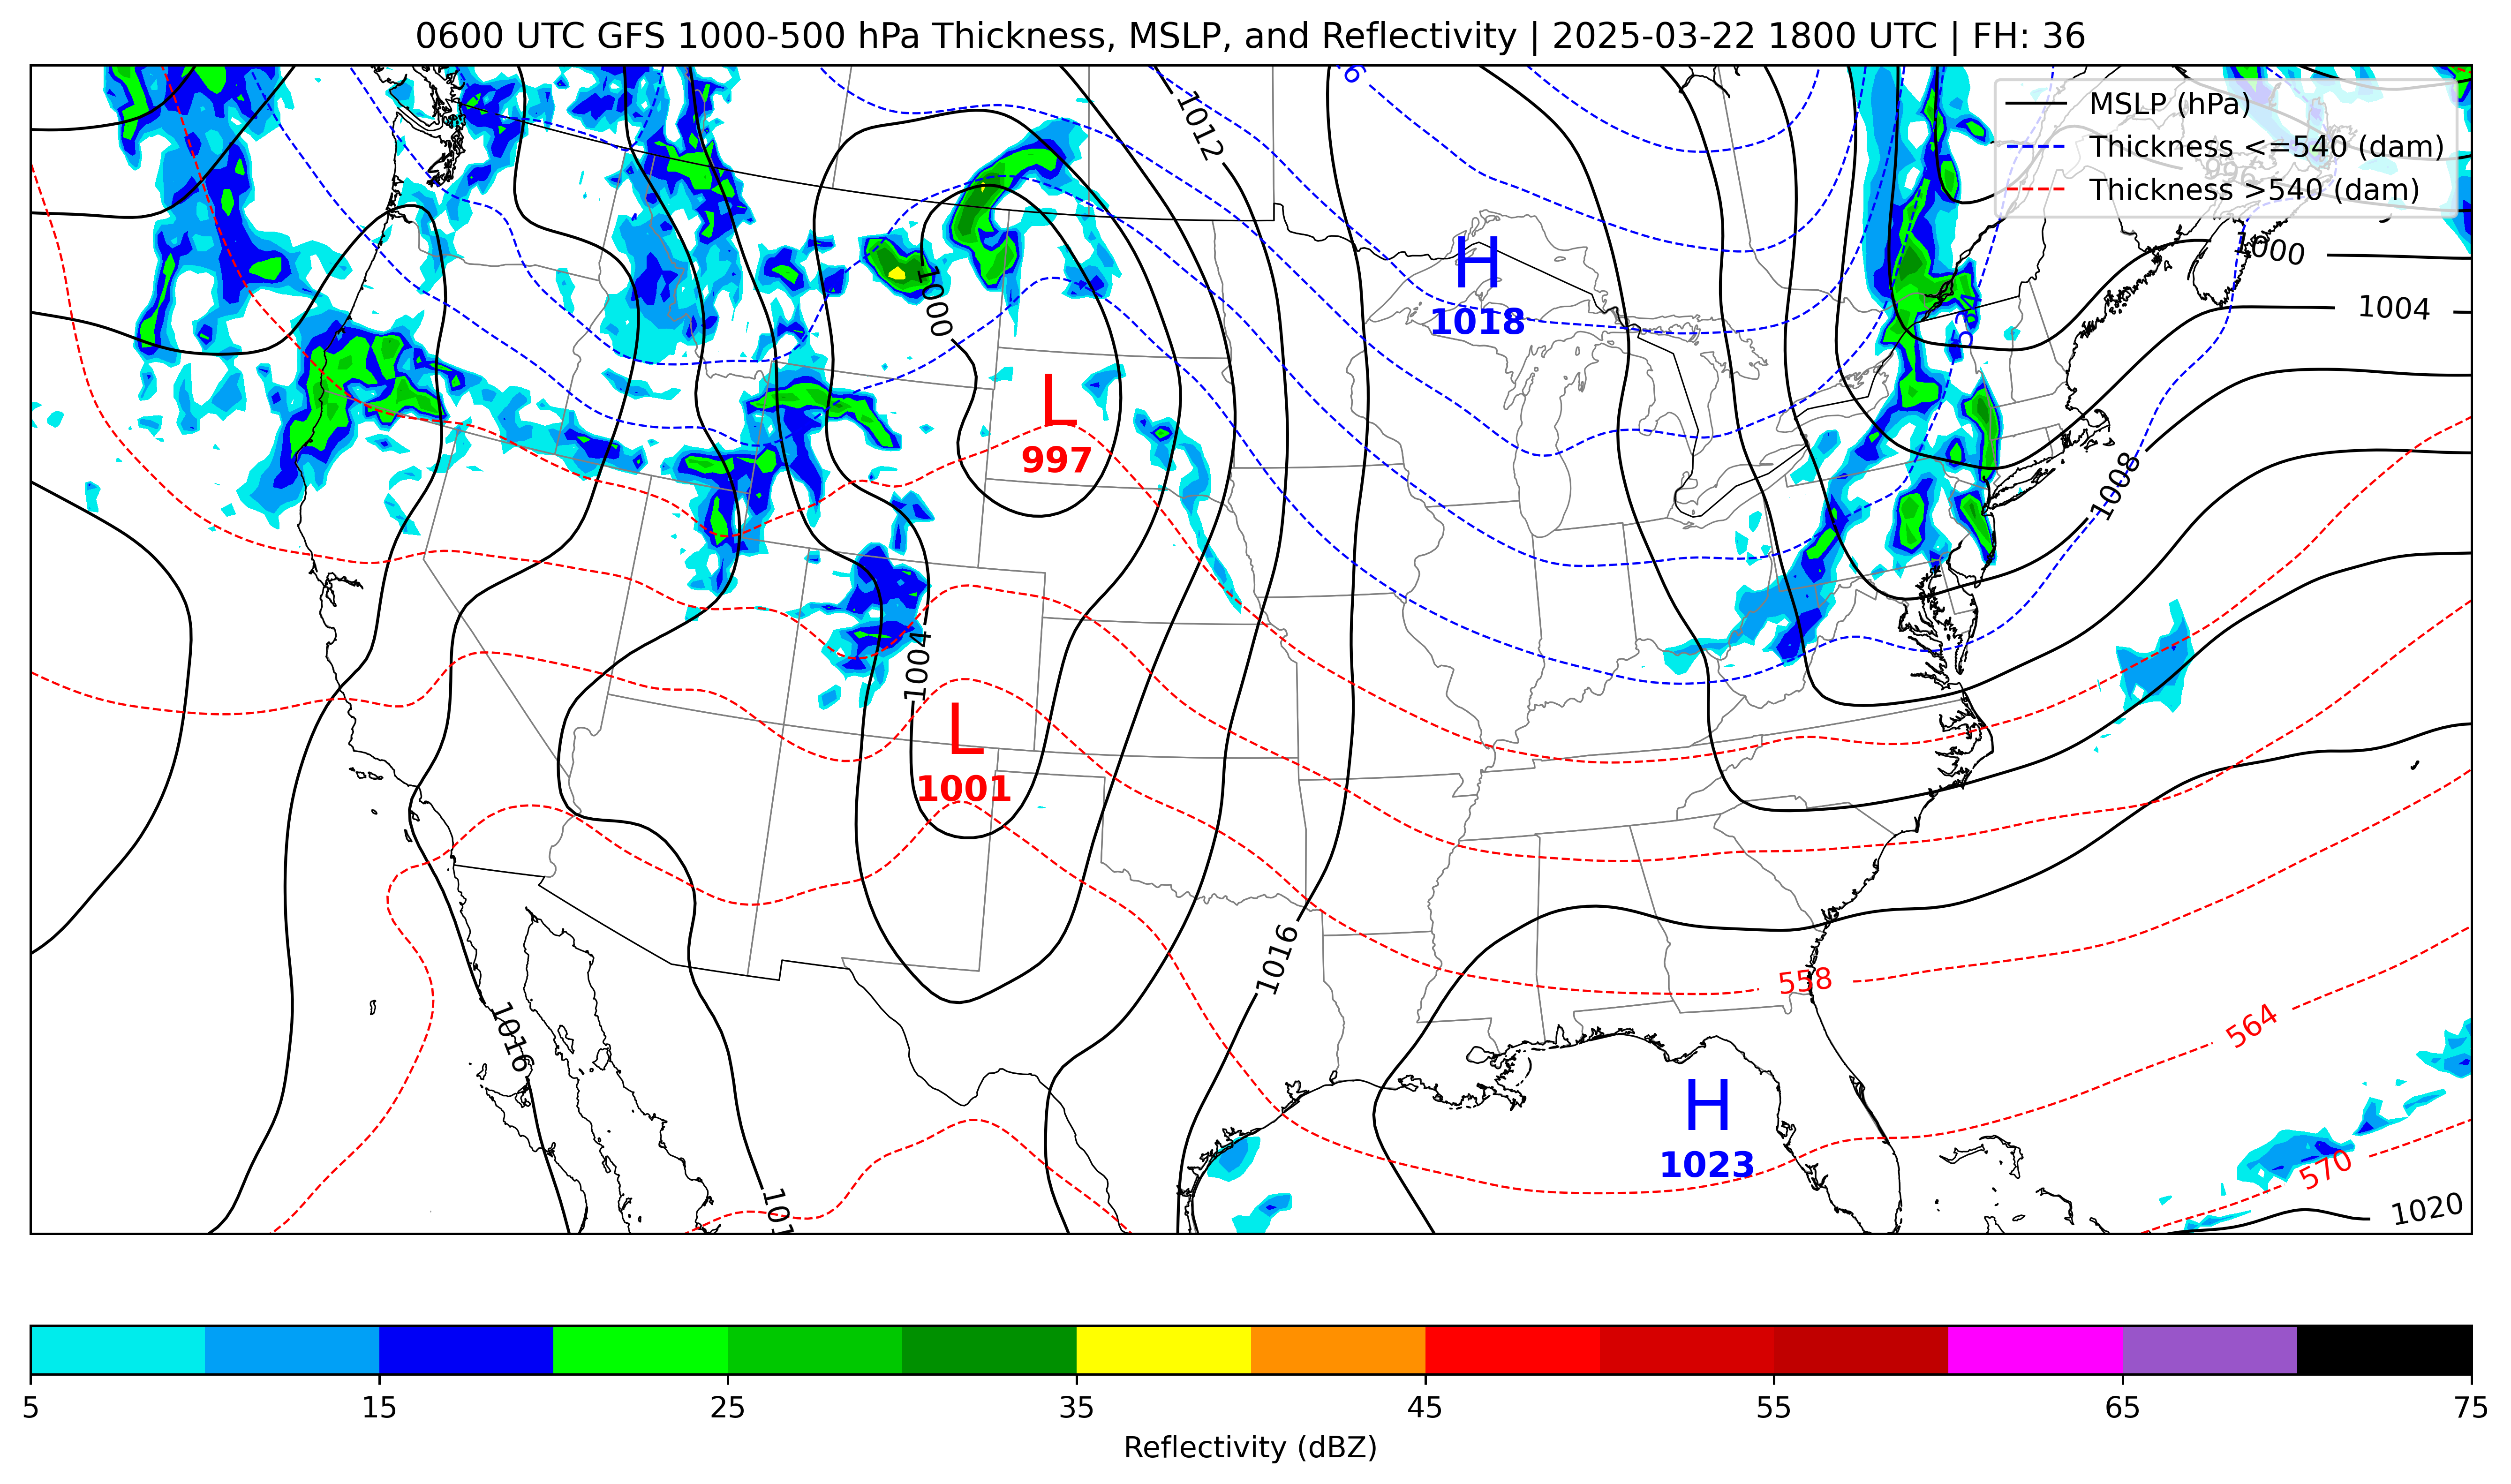 0600 UTC GFS 1000-500 hPa Thickness, MSLP, and Reflectivity | 2025-03-22 1800 UTC | FH: 36
MSLP (hPa)
Thickness <=540 (dam)
Thickness >540 (dam)
1012
996
H
1018
1000
1000
1004
L
997
1008
1004
L
1001
1016
558
564
1016
H
1023
570
1020
5
15
25
35
45
55
65
75
Reflectivity (dBZ)